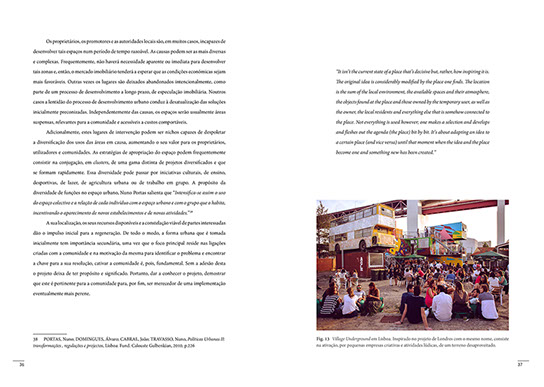 Os proprietários, os promotores e as autoridades locais são, em muitos casos, incapazes de
desenvolver tais espaços num período de tempo razoável. As causas podem ser as mais diversas
e complexas. Frequentemente, não haverá necessidade aparente ou imediata para desenvolver
tais zonas e, então, o mercado imobiliário tenderá a esperar que as condições económicas sejam
mais favoráveis. Outras vezes os lugares são deixados abandonados intencionalmente, como
parte de um processo de desenvolvimento a longo prazo, de especulação imobiliária. Noutros
casos a lentidão do processo de desenvolvimento urbano conduz à desatualização das soluções
inicialmente preconizadas. Independentemente das causas, os espaços serão usualmente áreas
suspensas, relevantes para a comunidade e acessíveis a custos comportáveis.
Adicionalmente, estes lugares de intervenção podem ser nichos capazes de despoletar
a diversificação dos usos das áreas em causa, aumentando o seu valor para os proprietários,
utilizadores e comunidades. As estratégias de apropriação do espaço podem frequentemente
consistir na conjugação, em clusters, de uma gama distinta de projetos diversificados e que
se formam rapidamente. Essa diversidade pode passar por iniciativas culturais, de ensino,
desportivas, de lazer, de agricultura urbana ou de trabalho em grupo. A propósito da
diversidade de funções no espaço urbano, Nuno Portas salienta que "Intensifica-se assim o uso
do espaço colectivo e a relação de cada indivíduo com o espaço urbano e com o grupo que o habita,
incentivando o aparecimento de novos estabelecimentos e de novas atividades."
A sua localização, os seus recursos disponíveis e a constelação viável de partes interessadas
dão o impulso inicial para a regeneração. De todo o modo, a forma urbana que é tomada
inicialmente tem importância secundária, uma vez que o foco principal reside nas ligações
criadas com a comunidade e na motivação da mesma para identificar o problema e encontrar
a chave para a sua resolução, cativar a comunidade é, pois, fundamental. Sem a adesão desta
o projeto deixa de ter propósito e significado. Portanto, dar a conhecer o projeto, demonstrar
que este é pertinente para a comunidade para, por fim, ser merecedor de uma implementação
eventualmente mais perene.
18 PORTAS, Nuno, DOMINGUES, Álvaro, CABRAL, João, TRAVASSO, Nuno, Políticas Urbanas II:
transformações, regulações e projectos. Lisboa: Fund. Calouste Gulbenkian, 2010. p.220
36
"It isn't the current state of a place that's decisive but, rather, how inspiring it is.
The original idea is considerably modified by the place one finds. The location
is the sum of the local environment, the available spaces and their atmosphere,
the objects found at the place and those owned by the temporary user, as well as
the owner, the local residents and everything else that is somehow connected to
the place. Not everything is used however; one makes a selection and develops
and fleshes out the agenda (the place) bit by bit. It's about adapting an idea to
a certain place (and vice versa) until that moment when the idea and the place
become one and something new has been created."
Fig. 13 Village Underground em Lisboa. Inspirado no projeto de Londres com o mesmo nome, consiste
na ativação, por pequenas empresas criativas e atividades lúdicas, de um terreno desaproveitado.
37